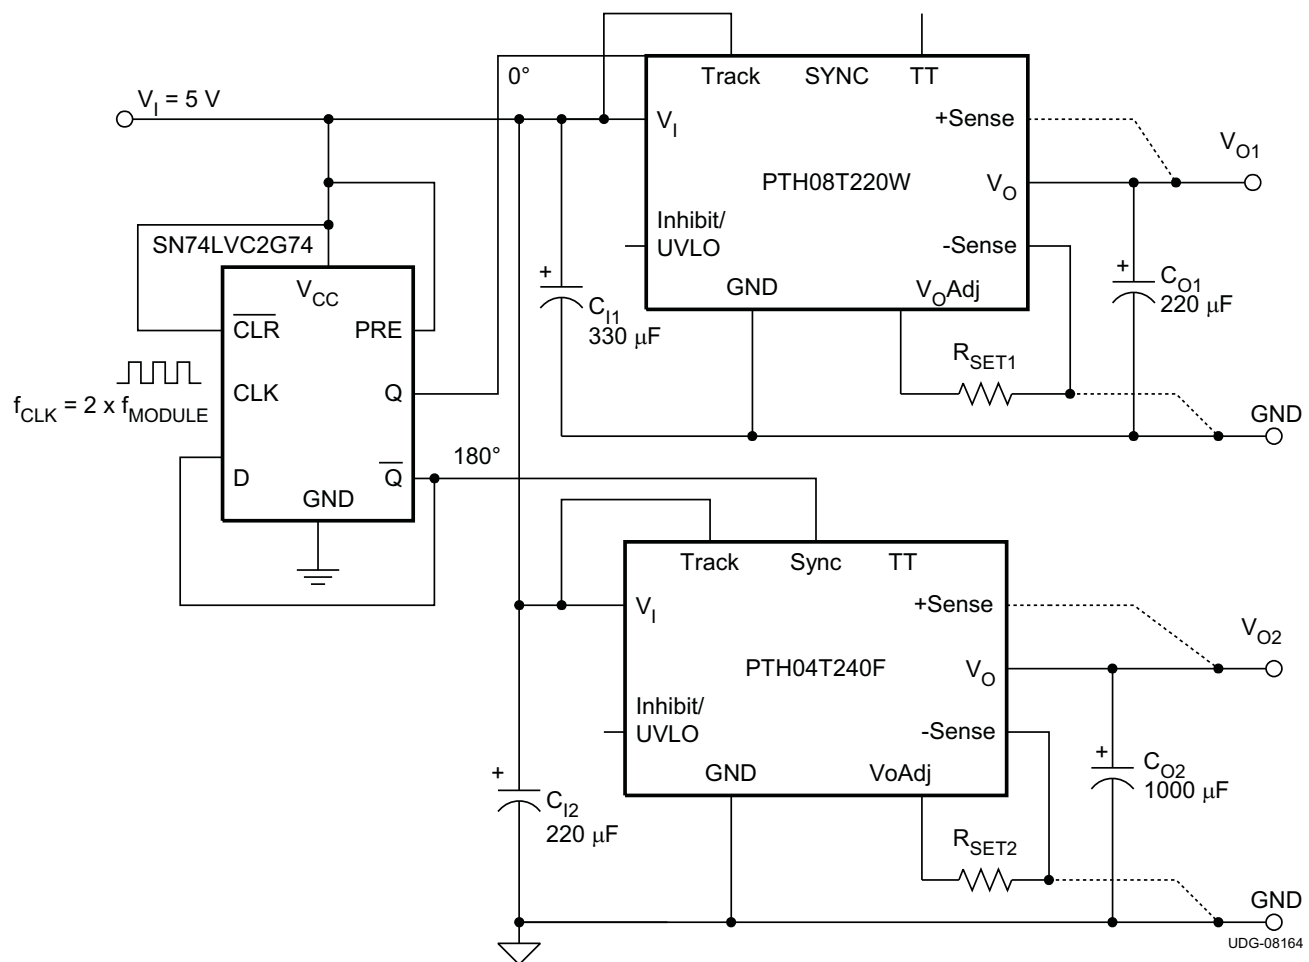 0°
Track
SYNC
TT
V_I = 5 V
V_I
+Sense
V_O1
PTH08T220W
V_O
Inhibit/
UVLO
-Sense
SN74LVC2G74
V_CC
GND
V_OAdj
+
C_I1
330 μF
+
C_O1
220 μF
CLR
PRE
R_SET1
CLK
Q
f_CLK = 2 x f_MODULE
GND
180°
D
Q
GND
Track
Sync
TT
V_I
+Sense
V_O2
PTH04T240F
V_O
Inhibit/
UVLO
-Sense
GND
VoAdj
+
C_I2
220 μF
+
C_O2
1000 μF
R_SET2
GND
UDG-08164